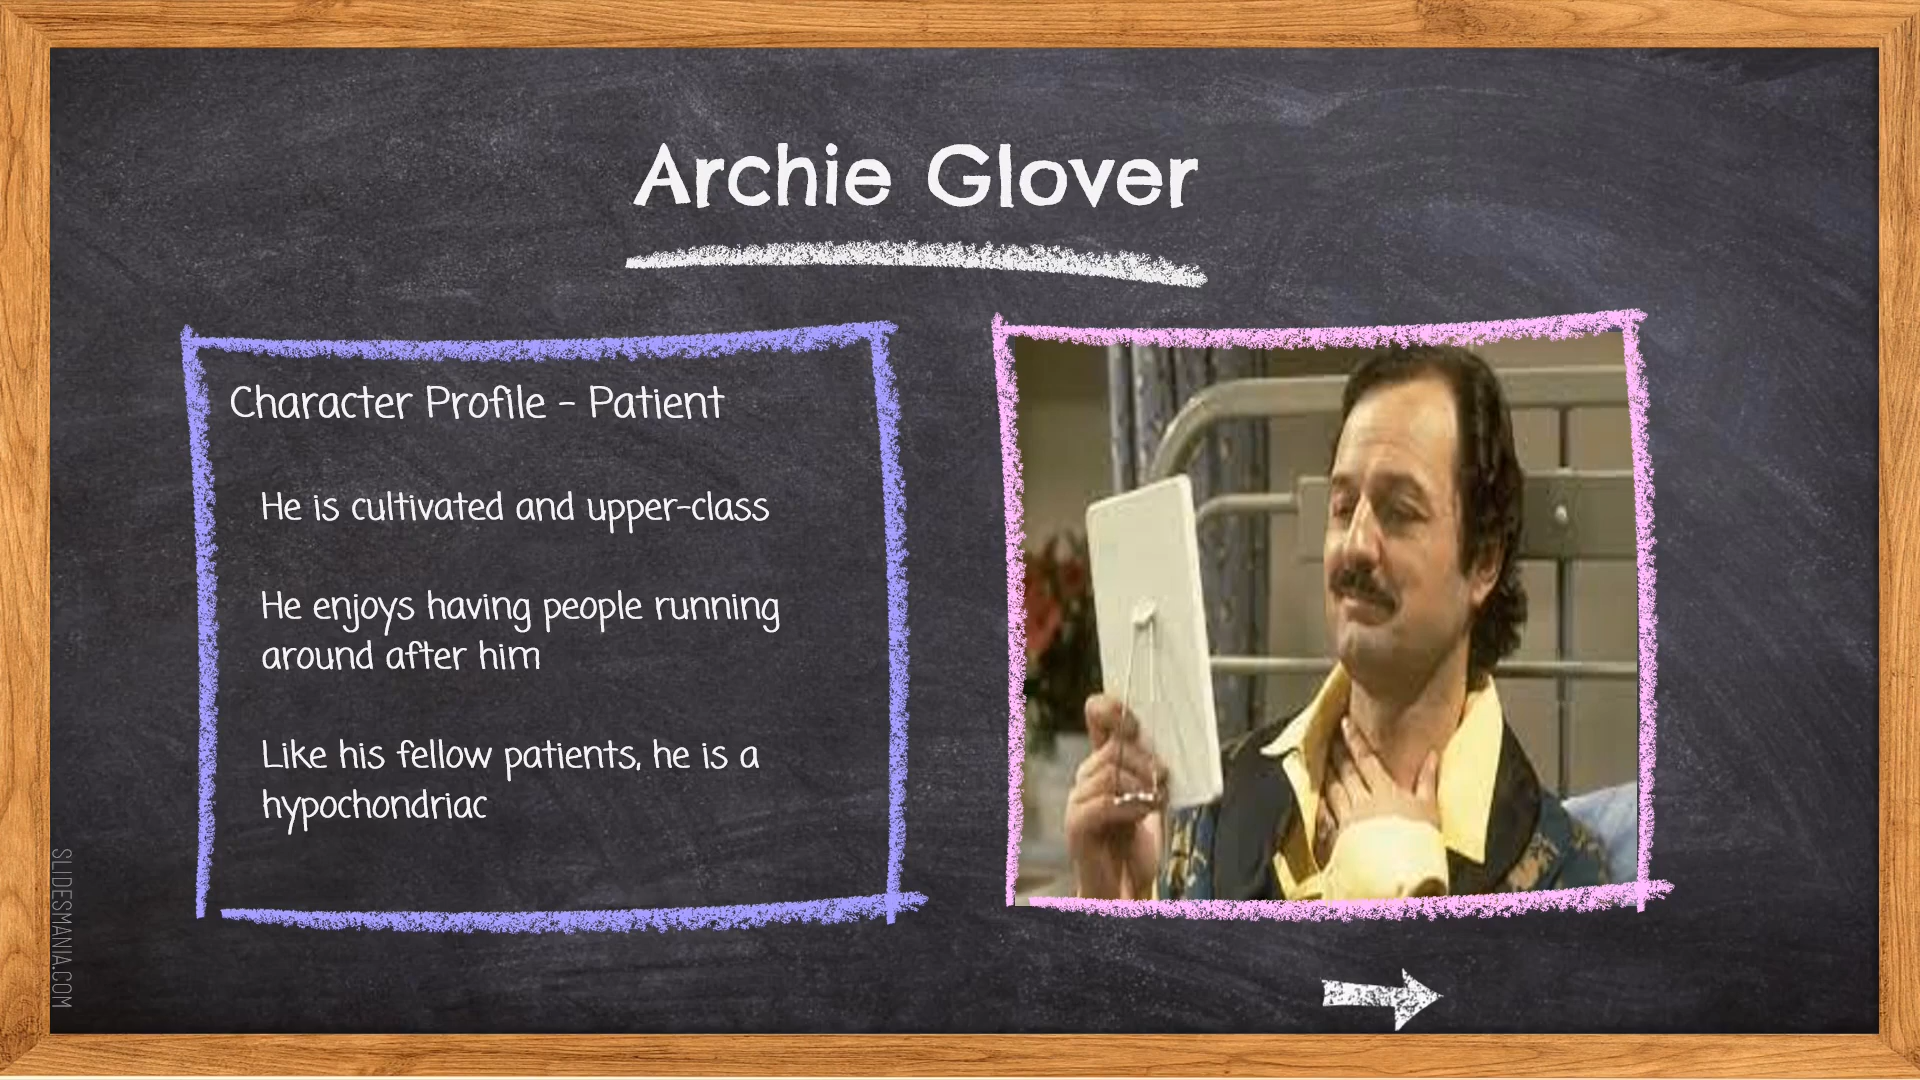 Archie Glover
Character Profile - Patient
He is cultivated and upper-class
He enjoys having people running
around after him
Like his fellow patients, he is a
hypochondriac
SLIDESMANIA.COM